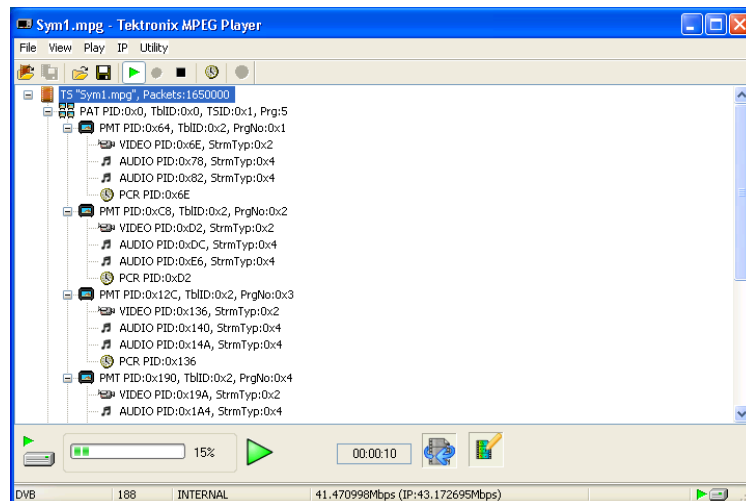 Sym1.mpg - Tektronix MPEG Player
File View Play IP Utility
TS "Sym1.mpg", Packets:1650000
PAT PID:0x0, TblID:0x0, TSID:0x1, Prg:5
PMT PID:0x64, TblID:0x2, PrgNo:0x1
VIDEO PID:0x6E, StrmTyp:0x2
AUDIO PID:0x78, StrmTyp:0x4
AUDIO PID:0x82, StrmTyp:0x4
PCR PID:0x6E
PMT PID:0xC8, TblID:0x2, PrgNo:0x2
VIDEO PID:0xD2, StrmTyp:0x2
AUDIO PID:0xDC, StrmTyp:0x4
AUDIO PID:0xE6, StrmTyp:0x4
PCR PID:0xD2
PMT PID:0x12C, TblID:0x2, PrgNo:0x3
VIDEO PID:0x136, StrmTyp:0x2
AUDIO PID:0x140, StrmTyp:0x4
AUDIO PID:0x14A, StrmTyp:0x4
PCR PID:0x136
PMT PID:0x190, TblID:0x2, PrgNo:0x4
VIDEO PID:0x19A, StrmTyp:0x2
AUDIO PID:0x1A4, StrmTyp:0x4
15% 00:00:10
DVB 188 INTERNAL 41.470998Mbps (IP:43.172695Mbps)